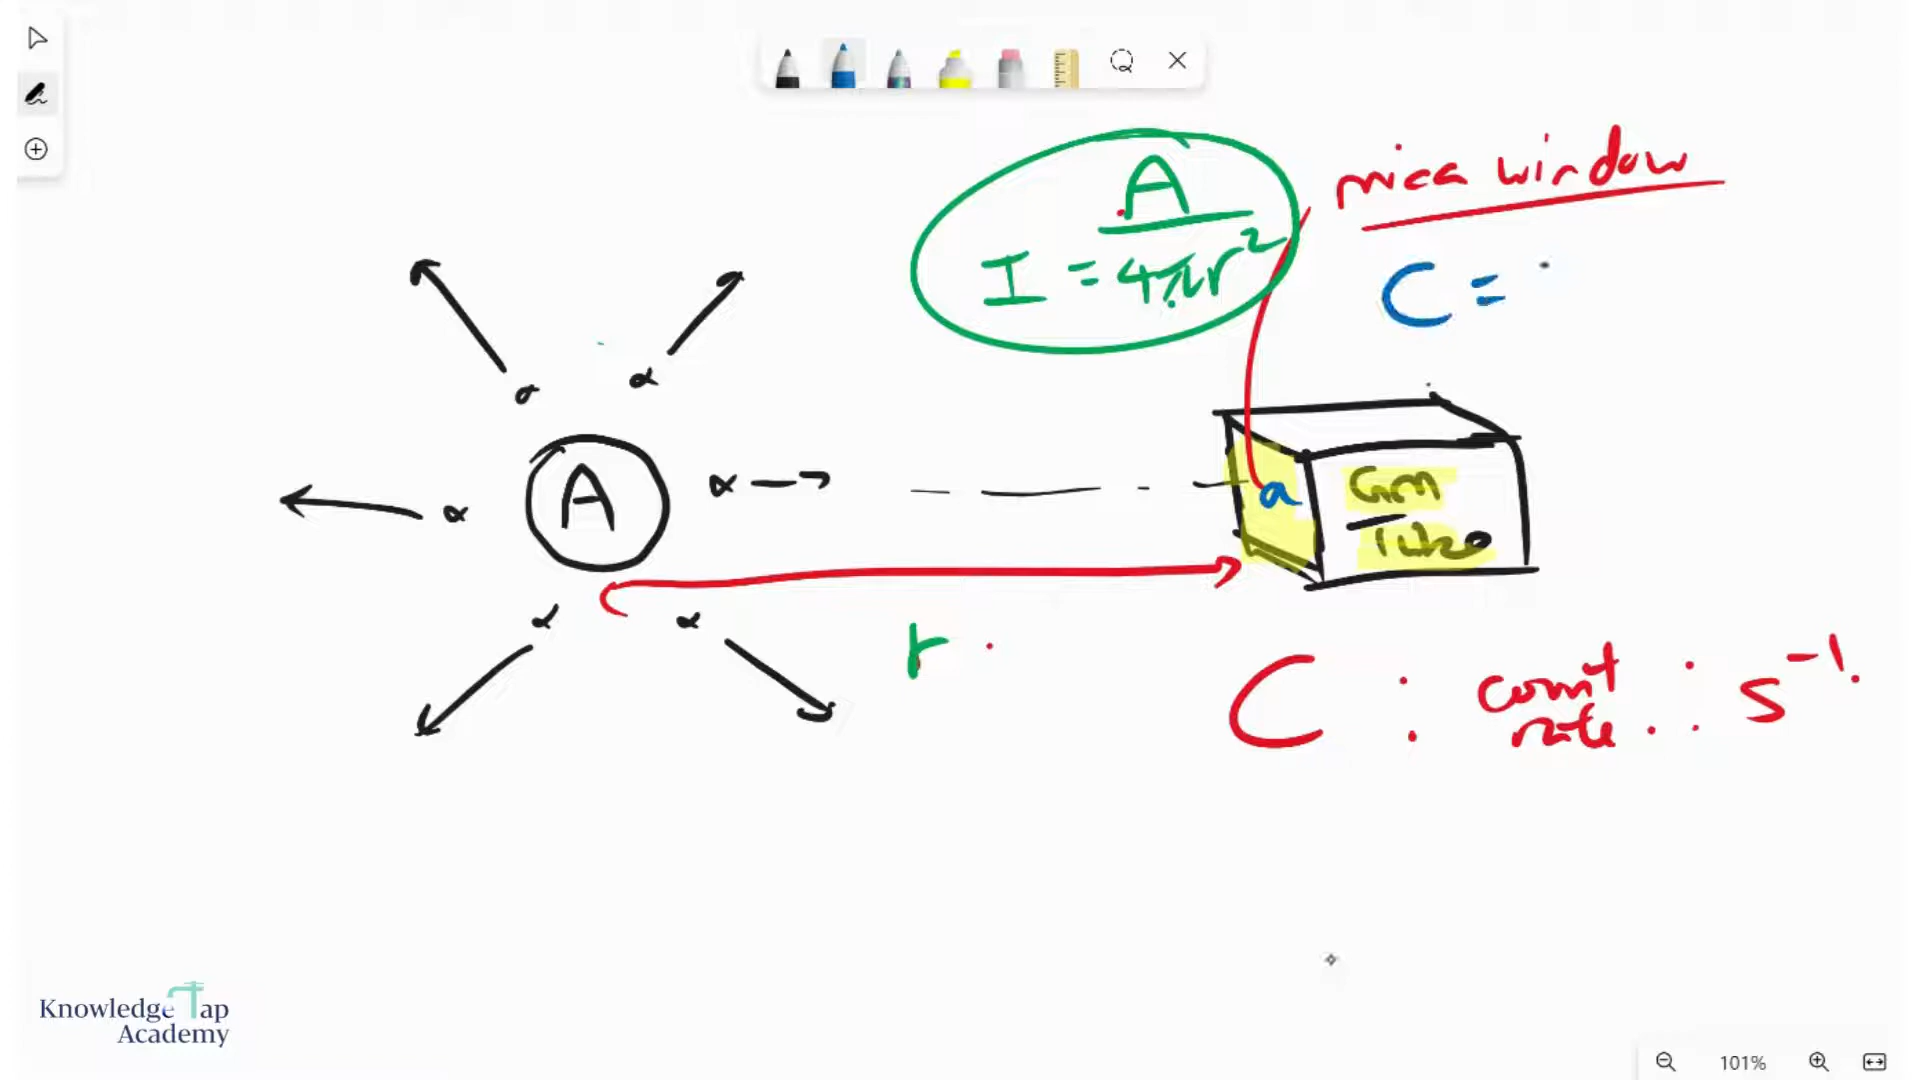 mica window
A
I = 4πr²
C =
α
α
α
A
α
a
GM
Tube
α
α
r
C : count rate : s⁻¹
Knowledge Tap
Academy
101%